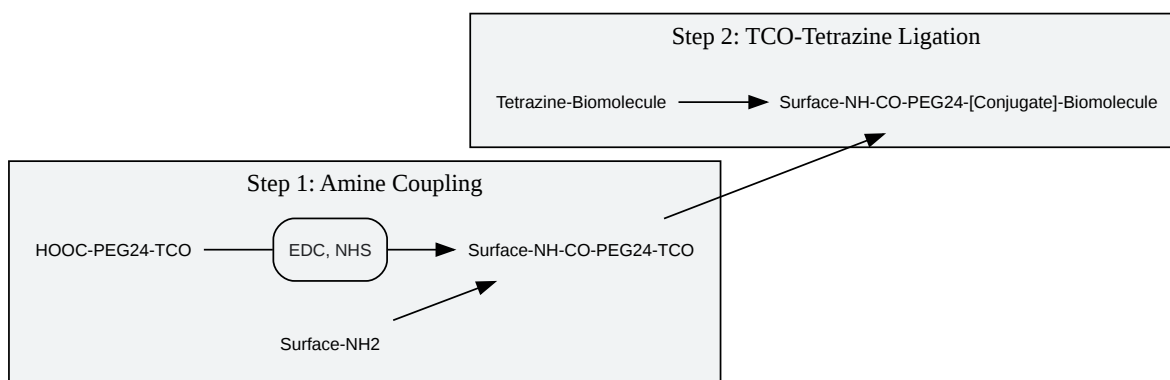 Step 2: TCO-Tetrazine Ligation
Tetrazine-Biomolecule
Surface-NH-CO-PEG24-[Conjugate]-Biomolecule
Step 1: Amine Coupling
HOOC-PEG24-TCO
EDC, NHS
Surface-NH-CO-PEG24-TCO
Surface-NH2